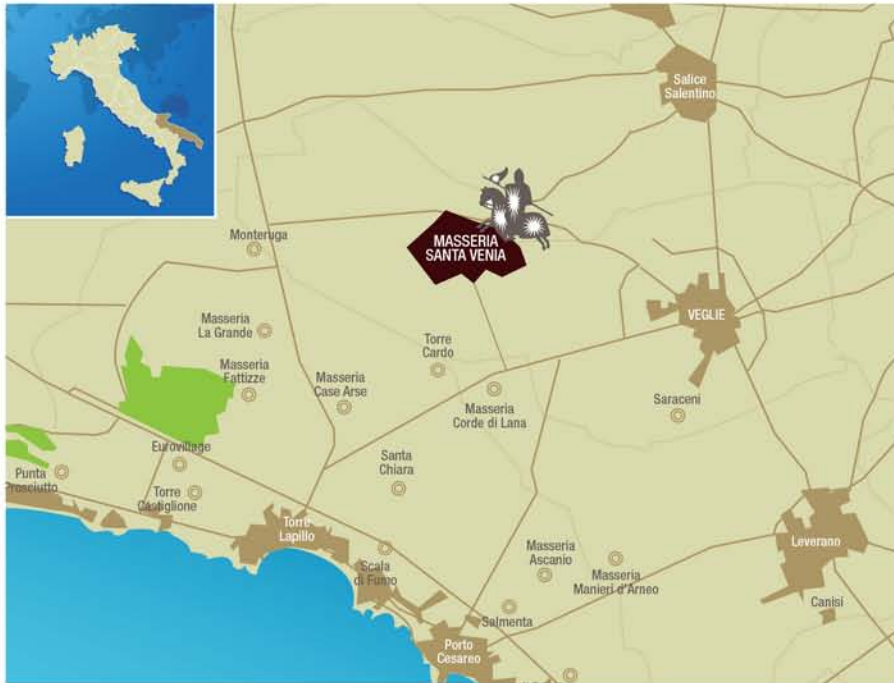 Salice
Salentino
MASSERIA
SANTA VENIA
Monteruga
Masseria
La Grande
VEGLIE
Torre
Cardo
Masseria
Fattizze
Masseria
Case Arse
Masseria
Corde di Lana
Saraceni
Eurovillage
Santa
Chiara
Punta
Prosciutto
Torre
Castiglione
Torre
Lapillo
Leverano
Scala
di Fumo
Masseria
Ascanio
Masseria
Manieri d'Arneo
Canisi
Salmenta
Porto
Cesareo